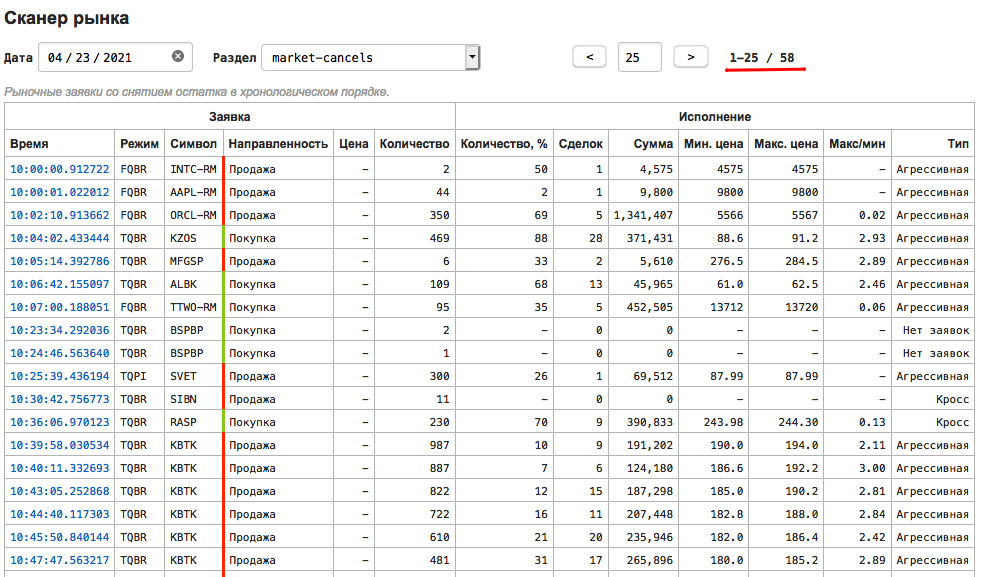 Сканер рынка
Дата 04 / 23 / 2021 Раздел market-cancels < 25 > 1–25 / 58
Рыночные заявки со снятием остатка в хронологическом порядке.
Заявка Исполнение
Время Режим Символ Направленность Цена Количество Количество, % Сделок Сумма Мин. цена Макс. цена Макс/мин Тип
10:00:00.912722 FQBR INTC-RM Продажа – 2 50 1 4,575 4575 4575 – Агрессивная
10:00:01.022012 FQBR AAPL-RM Продажа – 44 2 1 9,800 9800 9800 – Агрессивная
10:02:10.913662 FQBR ORCL-RM Продажа – 350 69 5 1,341,407 5566 5567 0.02 Агрессивная
10:04:02.433444 TQBR KZOS Покупка – 469 88 28 371,431 88.6 91.2 2.93 Агрессивная
10:05:14.392786 TQBR MFGSP Продажа – 6 33 2 5,610 276.5 284.5 2.89 Агрессивная
10:06:42.155097 TQBR ALBK Покупка – 109 68 13 45,965 61.0 62.5 2.46 Агрессивная
10:07:00.188051 FQBR TTWO-RM Покупка – 95 35 5 452,505 13712 13720 0.06 Агрессивная
10:23:34.292036 TQBR BSPBP Покупка – 2 – 0 0 – – – Нет заявок
10:24:46.563640 TQBR BSPBP Покупка – 1 – 0 0 – – – Нет заявок
10:25:39.436194 TQPI SVET Продажа – 300 26 1 69,512 87.99 87.99 – Агрессивная
10:30:42.756773 TQBR SIBN Продажа – 11 – 0 0 – – – Кросс
10:36:06.970123 TQBR RASP Покупка – 230 70 9 390,833 243.98 244.30 0.13 Кросс
10:39:58.030534 TQBR KBTK Продажа – 987 10 9 191,202 190.0 194.0 2.11 Агрессивная
10:40:11.332693 TQBR KBTK Продажа – 887 7 6 124,180 186.6 192.2 3.00 Агрессивная
10:43:05.252868 TQBR KBTK Продажа – 822 12 15 187,298 185.0 190.2 2.81 Агрессивная
10:44:40.117303 TQBR KBTK Продажа – 722 16 11 207,448 182.8 188.0 2.84 Агрессивная
10:45:50.840144 TQBR KBTK Продажа – 610 21 20 235,946 182.0 186.4 2.42 Агрессивная
10:47:47.563217 TQBR KBTK Продажа – 481 31 17 265,896 180.0 185.2 2.89 Агрессивная